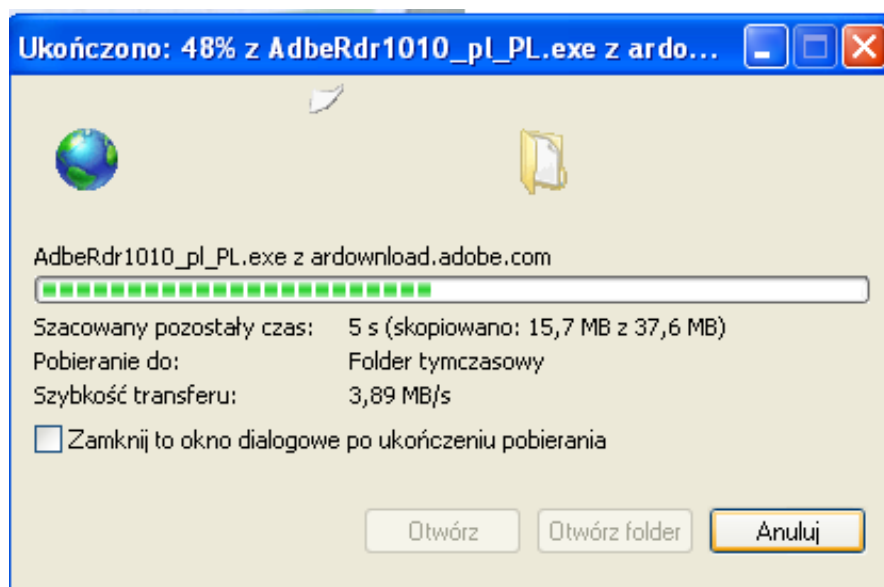 Ukończono: 48% z AdbeRdr1010_pl_PL.exe z ardo...
AdbeRdr1010_pl_PL.exe z ardownload.adobe.com
Szacowany pozostały czas: 5 s (skopiowano: 15,7 MB z 37,6 MB)
Pobieranie do: Folder tymczasowy
Szybkość transferu: 3,89 MB/s
Zamknij to okno dialogowe po ukończeniu pobierania
Otwórz Otwórz folder Anuluj